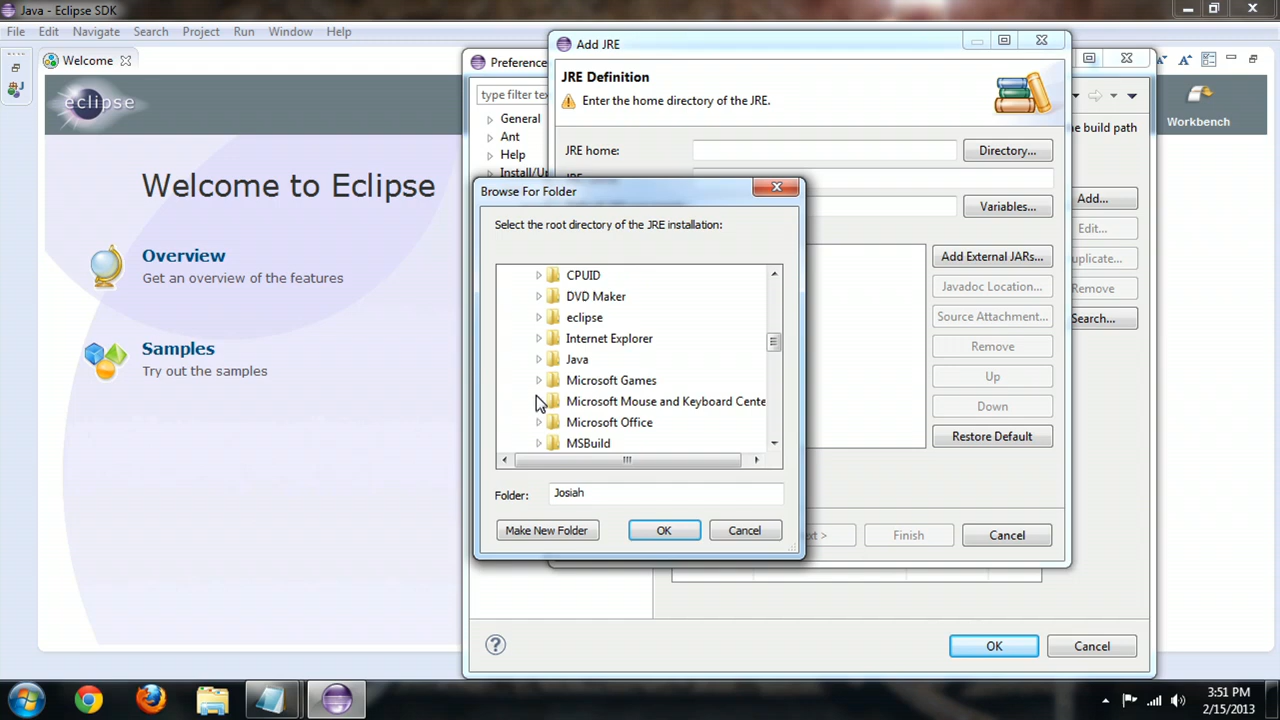 Java - Eclipse SDK
File Edit Navigate Search Project Run Window Help
Welcome
eclipse
Welcome to Eclipse
Overview
Get an overview of the features
Samples
Try out the samples
Workbench
Preference
type filter te
General
Ant
Help
Install/Up
e build path
Add...
Edit...
uplicate...
Remove
Search...
OK
Cancel
Add JRE
JRE Definition
Enter the home directory of the JRE.
JRE home:
Directory...
Variables...
Add External JARs...
Javadoc Location...
Source Attachment...
Remove
Up
Down
Restore Default
xt >
Finish
Cancel
Browse For Folder
Select the root directory of the JRE installation:
CPUID
DVD Maker
eclipse
Internet Explorer
Java
Microsoft Games
Microsoft Mouse and Keyboard Cente
Microsoft Office
MSBuild
Folder:
Josiah
Make New Folder
OK
Cancel
3:51 PM
2/15/2013